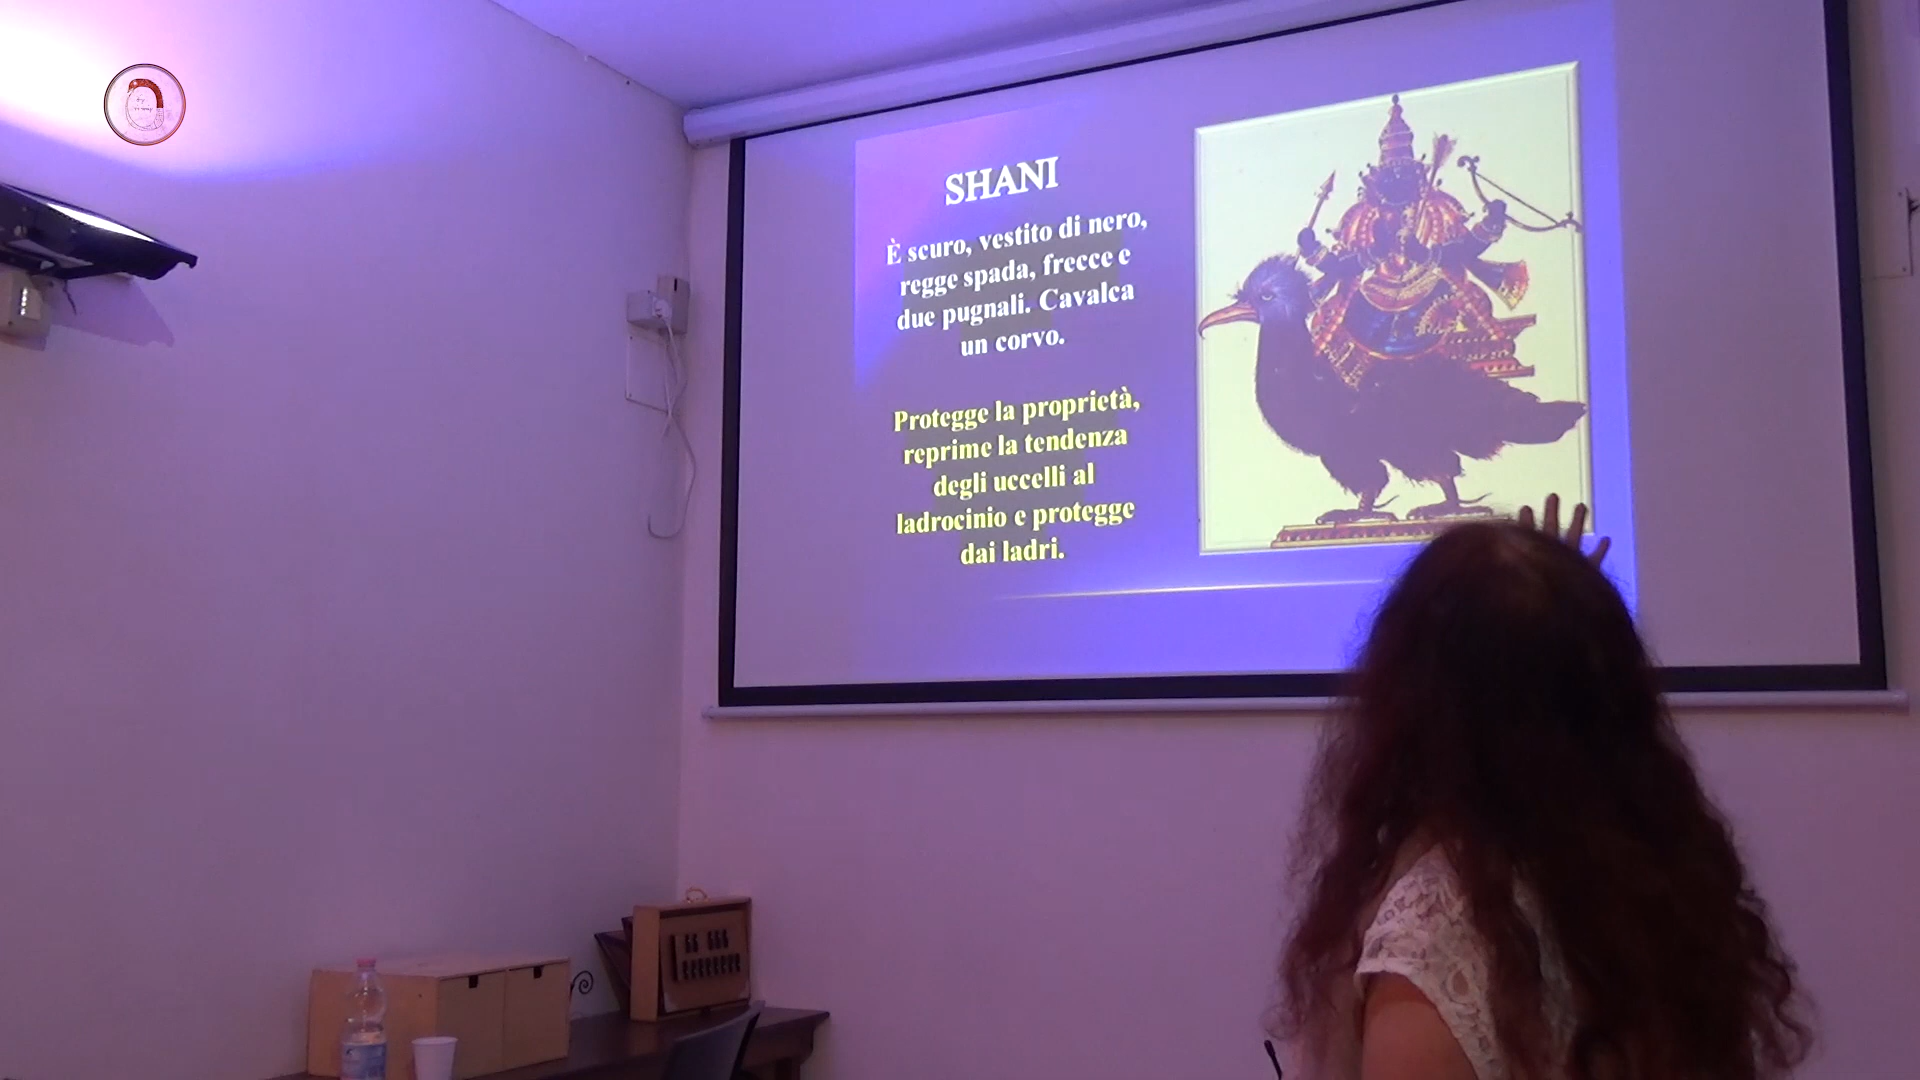 SHANI
È scuro, vestito di nero,
regge spada, frecce e
due pugnali. Cavalca
un corvo.
Protegge la proprietà,
reprime la tendenza
degli uccelli al
ladrocinio e protegge
dai ladri.